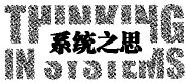 THINKING
系统之思
IN SYSTEMS